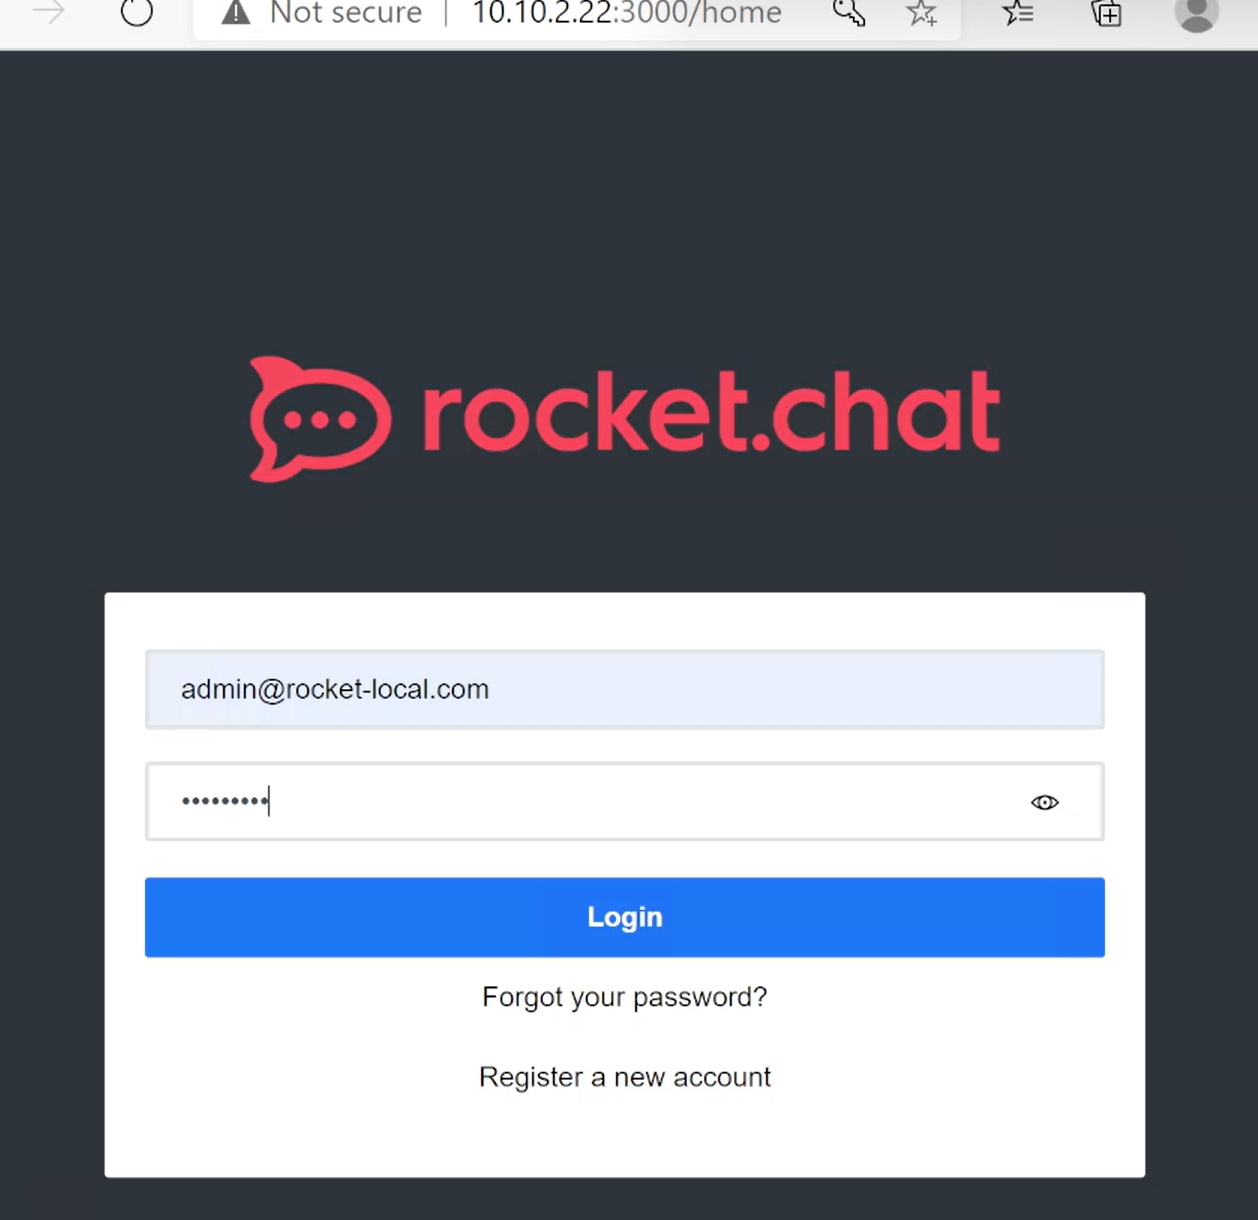 Not secure | 10.10.2.22:3000/home
rocket.chat
admin@rocket-local.com
•••••••••
Login
Forgot your password?
Register a new account